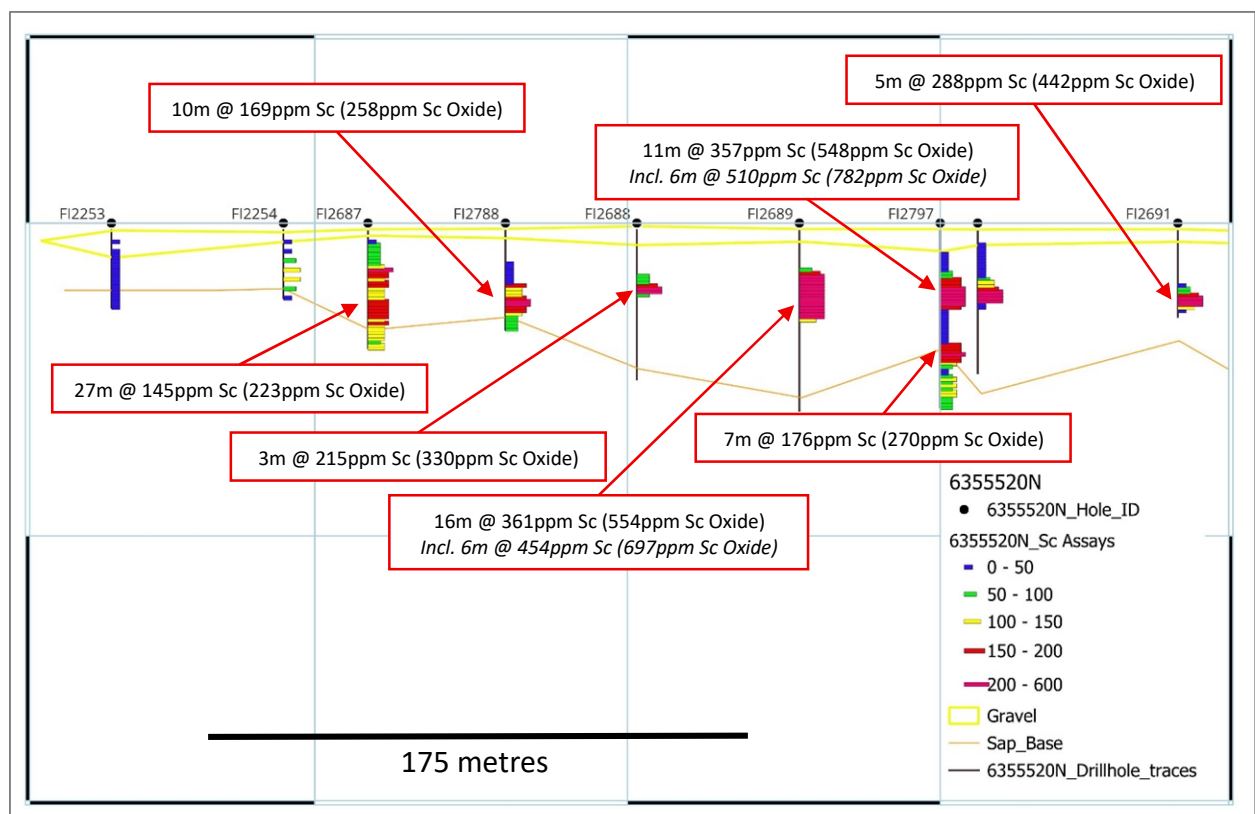 5m @ 288ppm Sc (442ppm Sc Oxide)
10m @ 169ppm Sc (258ppm Sc Oxide)
11m @ 357ppm Sc (548ppm Sc Oxide)
Incl. 6m @ 510ppm Sc (782ppm Sc Oxide)
FI2253
FI2254
FI2687
FI2788
FI2688
FI2689
FI2797
FI2691
27m @ 145ppm Sc (223ppm Sc Oxide)
3m @ 215ppm Sc (330ppm Sc Oxide)
7m @ 176ppm Sc (270ppm Sc Oxide)
16m @ 361ppm Sc (554ppm Sc Oxide)
Incl. 6m @ 454ppm Sc (697ppm Sc Oxide)
6355520N
6355520N_Hole_ID
6355520N_Sc Assays
0 - 50
50 - 100
100 - 150
150 - 200
200 - 600
Gravel
Sap_Base
6355520N_Drillhole_traces
175 metres